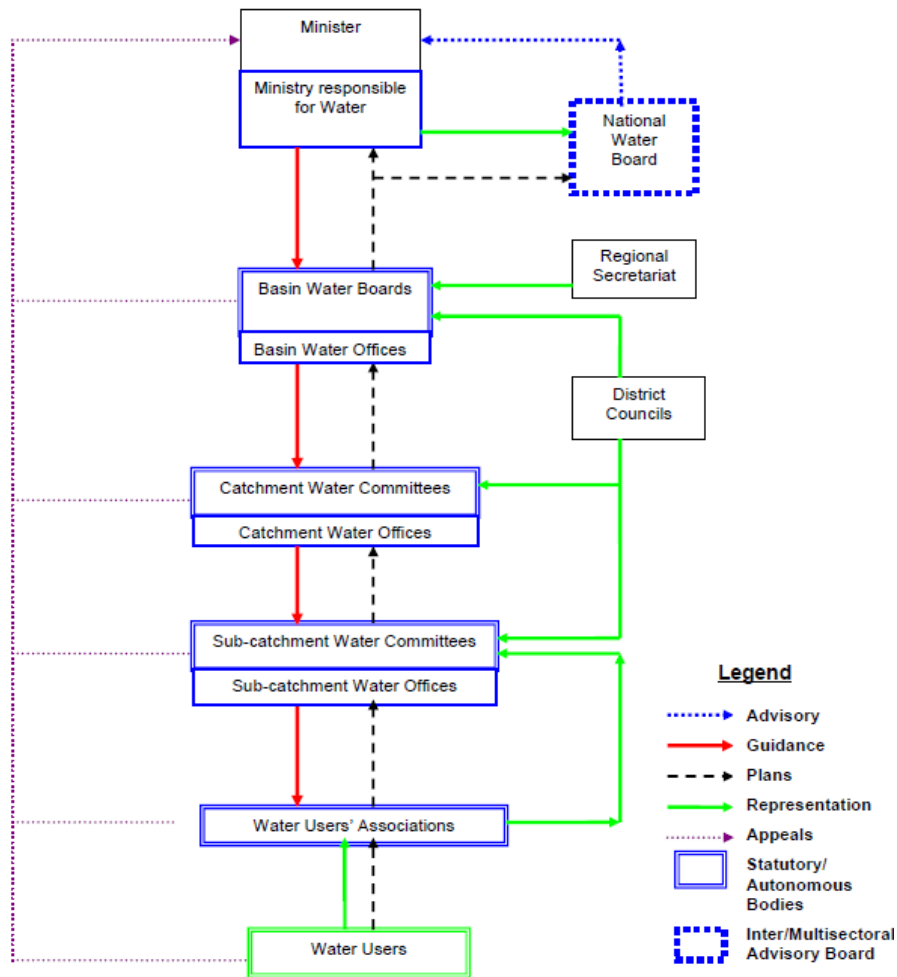 Minister
Ministry responsible
for Water
National
Water
Board
Regional
Secretariat
Basin Water Boards
Basin Water Offices
District
Councils
Catchment Water Committees
Catchment Water Offices
Sub-catchment Water Committees
Sub-catchment Water Offices
Water Users' Associations
Water Users
Legend
Advisory
Guidance
Plans
Representation
Appeals
Statutory/
Autonomous
Bodies
Inter/Multisectoral
Advisory Board